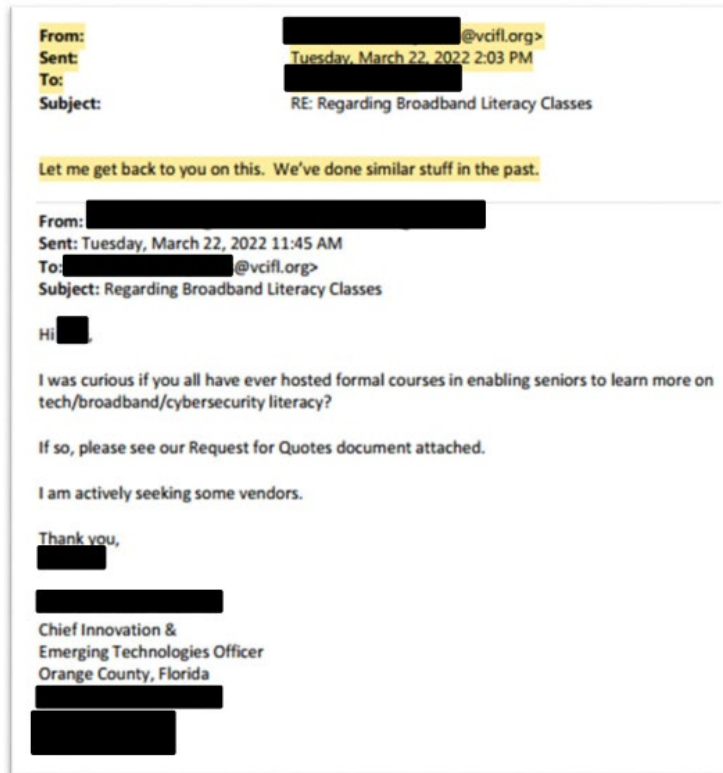 From: @vcifl.org>
Sent: Tuesday, March 22, 2022 2:03 PM
To:
Subject: RE: Regarding Broadband Literacy Classes
Let me get back to you on this.  We've done similar stuff in the past.
From:
Sent: Tuesday, March 22, 2022 11:45 AM
To: @vcifl.org>
Subject: Regarding Broadband Literacy Classes
Hi ,
I was curious if you all have ever hosted formal courses in enabling seniors to learn more on
tech/broadband/cybersecurity literacy?
If so, please see our Request for Quotes document attached.
I am actively seeking some vendors.
Thank you,
Chief Innovation &
Emerging Technologies Officer
Orange County, Florida